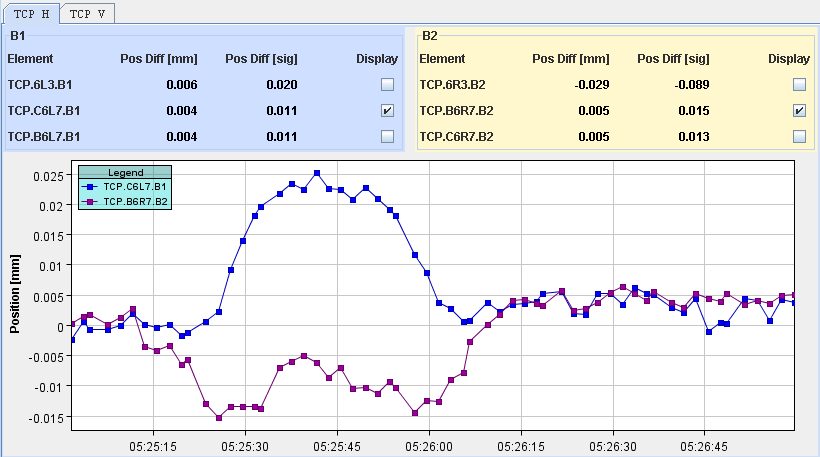 TCP H TCP V
B1
Element Pos Diff [mm] Pos Diff [sig] Display
TCP.6L3.B1 0.006 0.020
TCP.C6L7.B1 0.004 0.011
TCP.B6L7.B1 0.004 0.011
B2
Element Pos Diff [mm] Pos Diff [sig] Display
TCP.6R3.B2 -0.029 -0.089
TCP.B6R7.B2 0.005 0.015
TCP.C6R7.B2 0.005 0.013
Position [mm]
0.025
0.02
0.015
0.01
0.005
0
-0.005
-0.01
-0.015
Legend
TCP.C6L7.B1
TCP.B6R7.B2
05:25:15 05:25:30 05:25:45 05:26:00 05:26:15 05:26:30 05:26:45